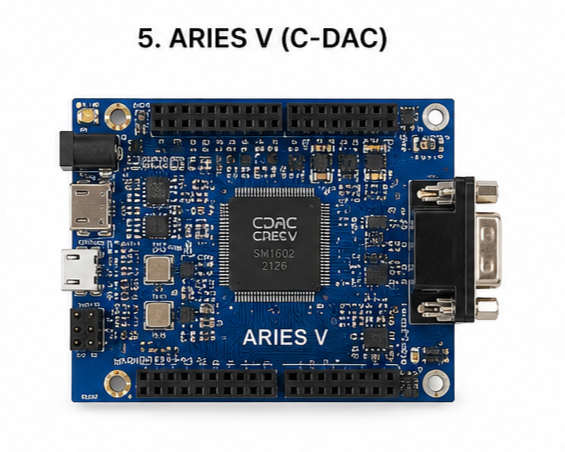 5. ARIES V (C-DAC)
CDAC
CRESV
SM1602
2126
ARIES V